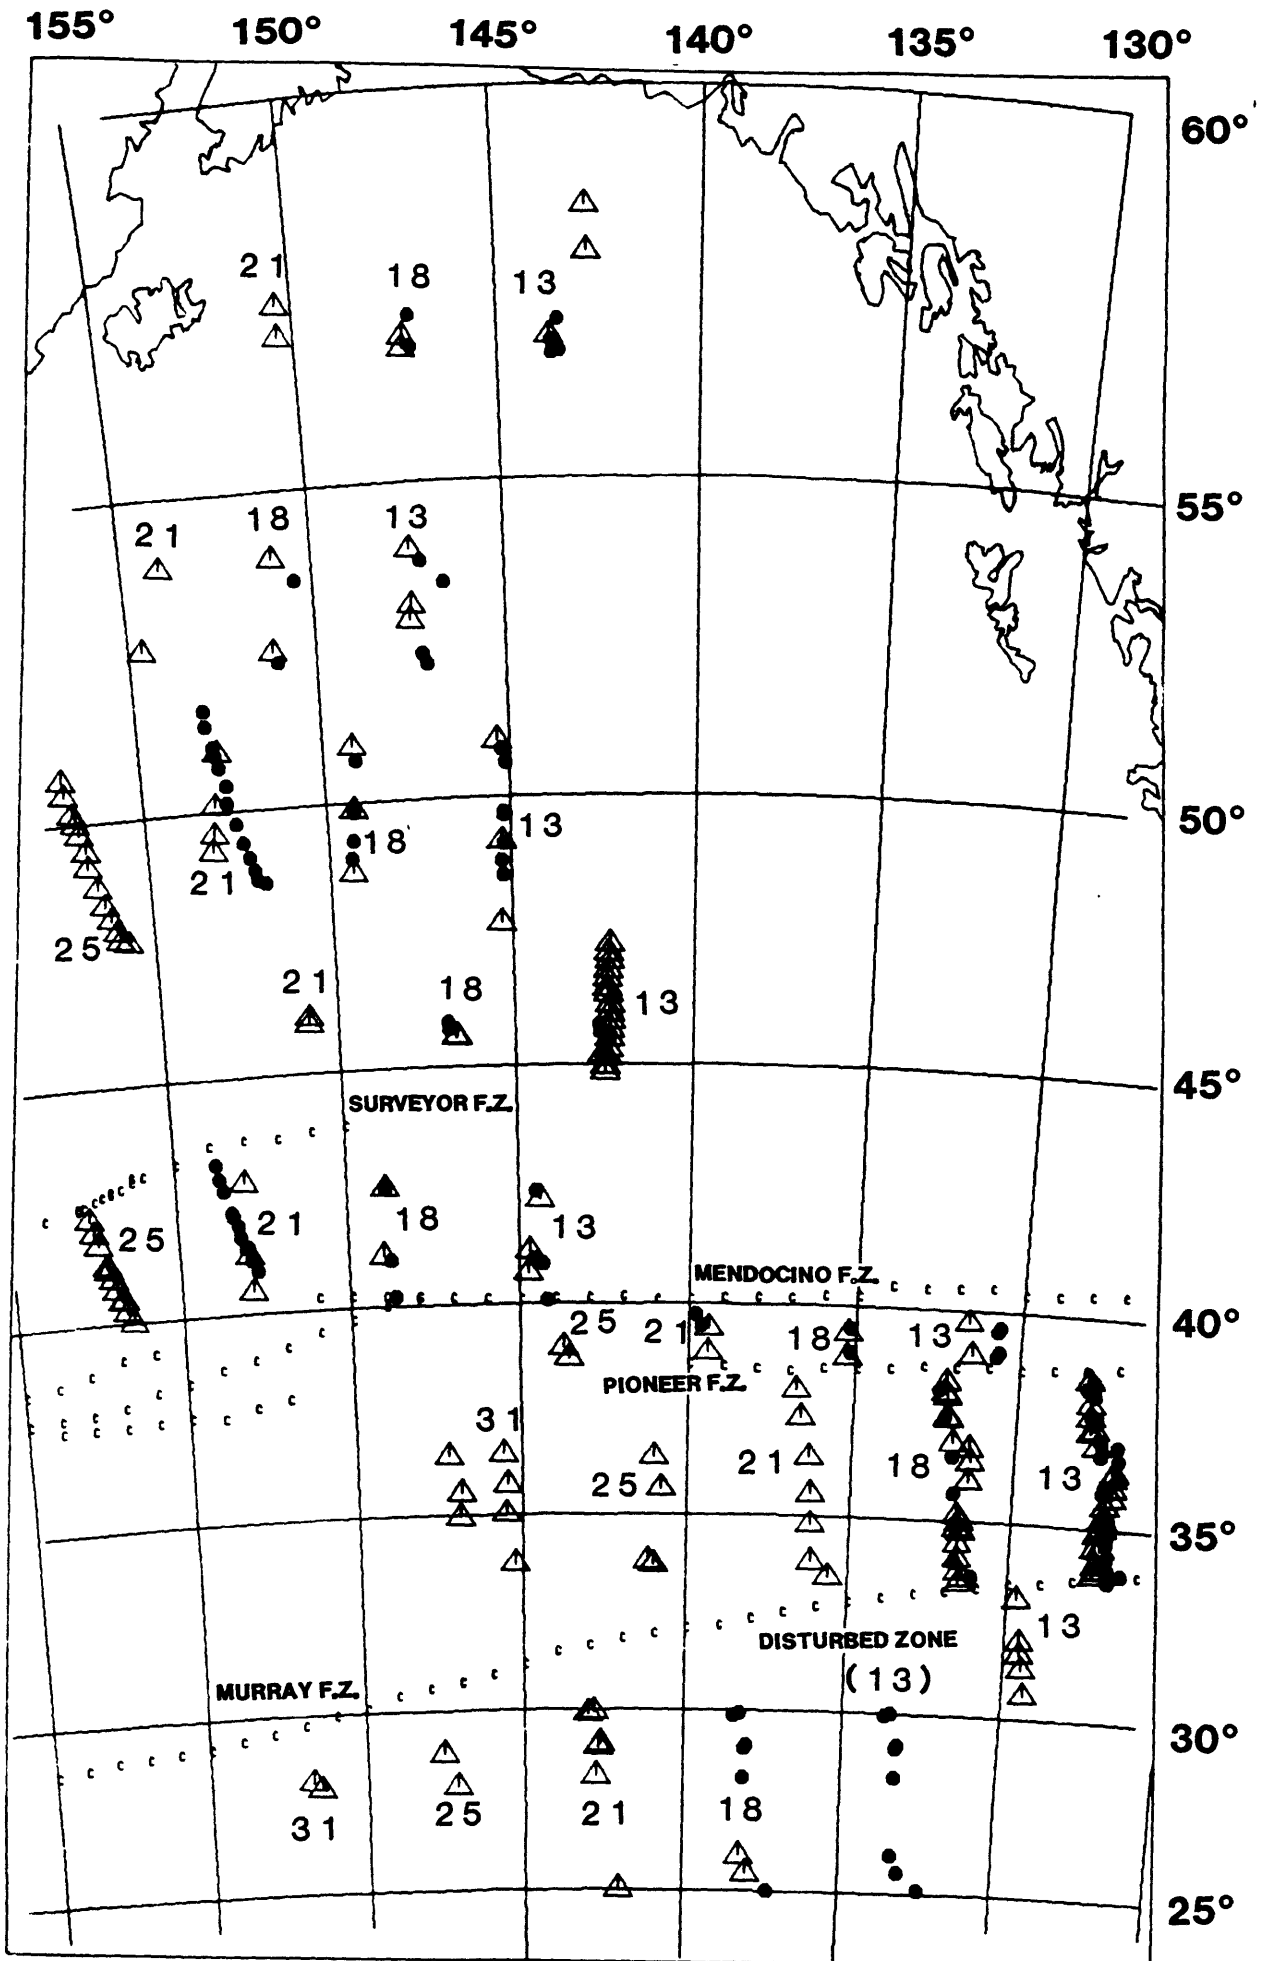 155° 150° 145° 140° 135° 130°
60°
21 18 13
55°
21 18 13
50°
18 13
21
25
21 18 13
45°
SURVEYOR F.Z.
25 21 18 13
MENDOCINO F.Z.
40°
25 21 18 13
PIONEER F.Z.
31
25 21 18 13
35°
13
DISTURBED ZONE
(13)
MURRAY F.Z.
30°
31 25 21 18
25°